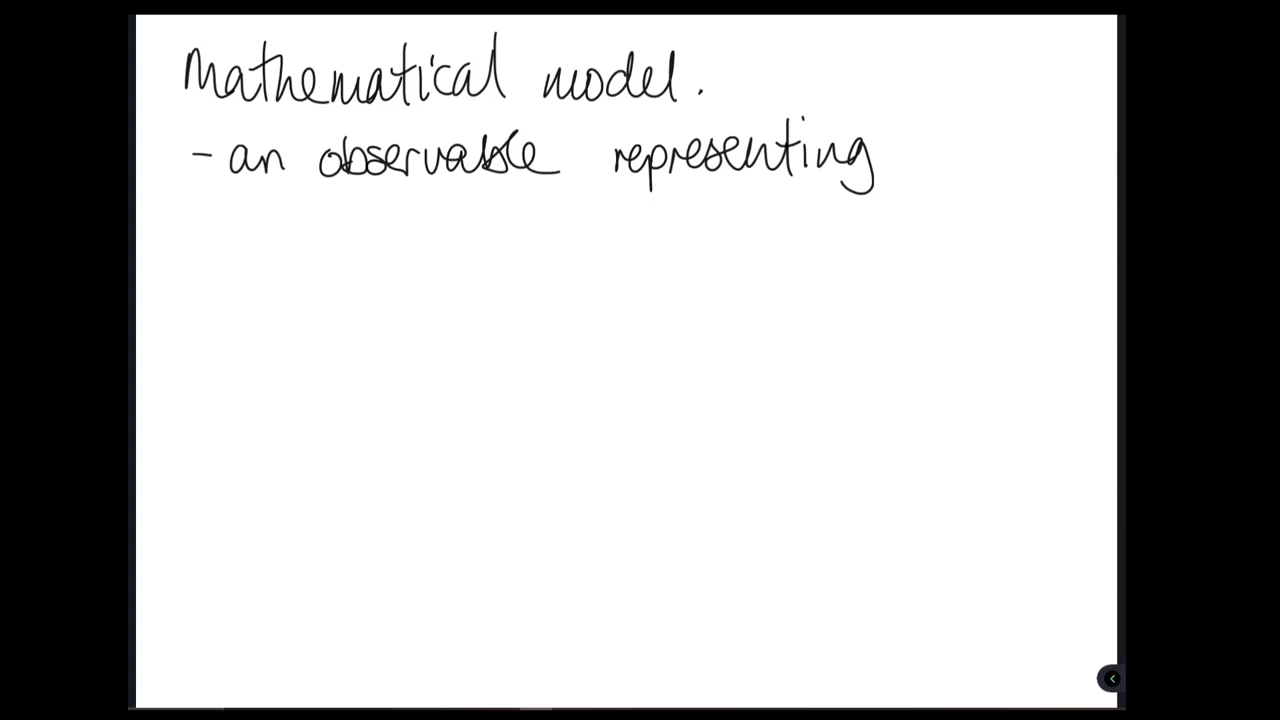 Mathematical model.
- an observable representing